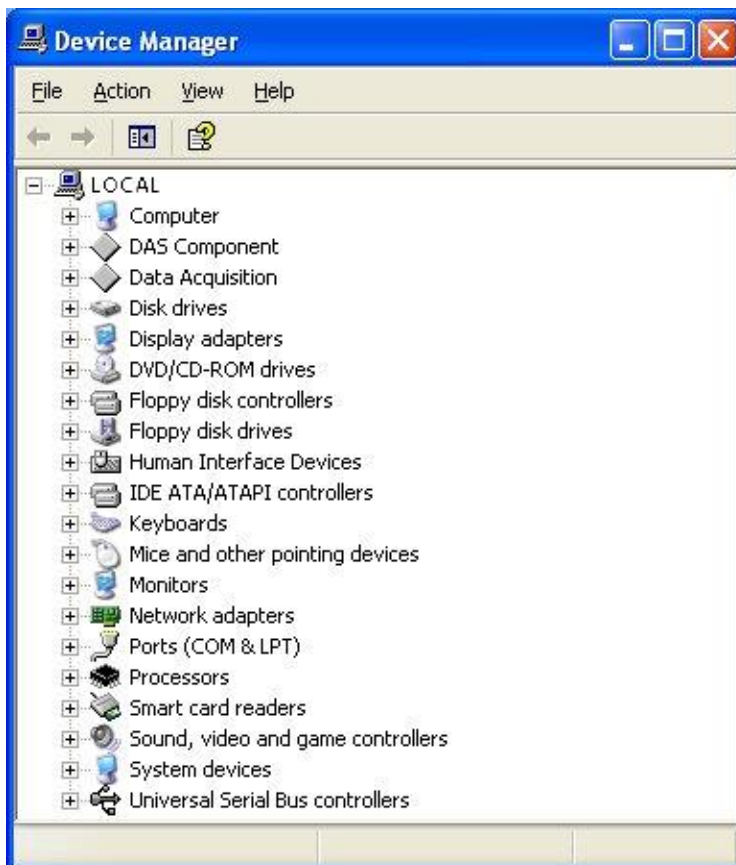 Device Manager
File Action View Help
LOCAL
Computer
DAS Component
Data Acquisition
Disk drives
Display adapters
DVD/CD-ROM drives
Floppy disk controllers
Floppy disk drives
Human Interface Devices
IDE ATA/ATAPI controllers
Keyboards
Mice and other pointing devices
Monitors
Network adapters
Ports (COM & LPT)
Processors
Smart card readers
Sound, video and game controllers
System devices
Universal Serial Bus controllers